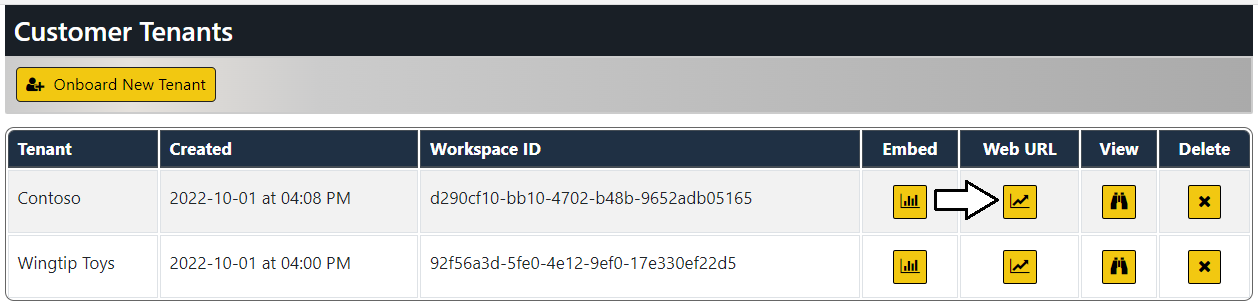 Customer Tenants
Onboard New Tenant
Tenant Created Workspace ID Embed Web URL View Delete
Contoso 2022-10-01 at 04:08 PM d290cf10-bb10-4702-b48b-9652adb05165
Wingtip Toys 2022-10-01 at 04:00 PM 92f56a3d-5fe0-4e12-9ef0-17e330ef22d5